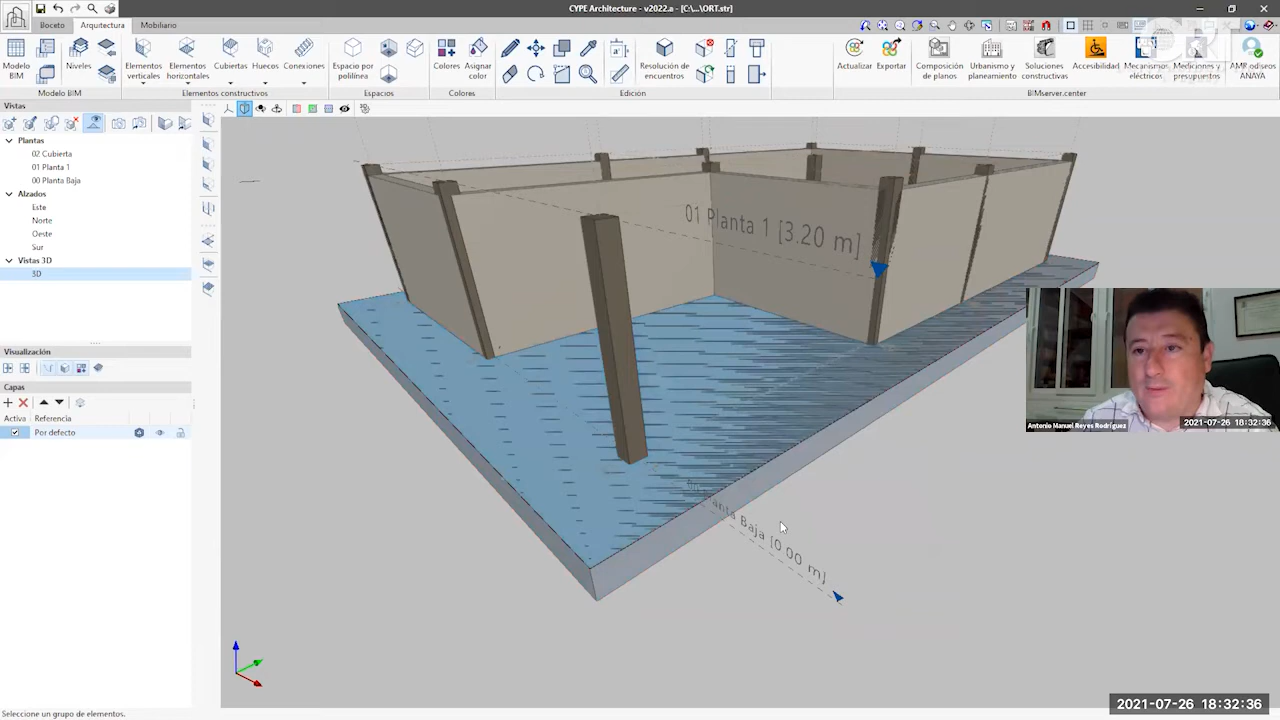 CYPE Architecture - v2022.a - [C:\...\ORT.str]
Boceto
Arquitectura
Mobiliario
Modelo BIM
Niveles
Elementos verticales
Elementos horizontales
Cubiertas
Huecos
Conexiones
Espacio por polilínea
Colores
Asignar color
Resolución de encuentros
Actualizar
Exportar
Composición de planos
Urbanismo y planeamiento
Soluciones constructivas
Accesibilidad
Mecanismos eléctricos
Mediciones y presupuestos
AMR odiseos ANAYA
Modelo BIM
Elementos constructivos
Espacios
Colores
Edición
BIMserver.center
Vistas
Plantas
02 Cubierta
01 Planta 1
00 Planta Baja
Alzados
Este
Norte
Oeste
Sur
Vistas 3D
3D
Visualización
Capas
Activa
Referencia
Por defecto
01 Planta 1 [3.20 m]
00 Planta Baja [0.00 m]
Antonio Manuel Reyes Rodríguez
2021-07-26 18:32:36
2021-07-26 18:32:36
Seleccione un grupo de elementos.